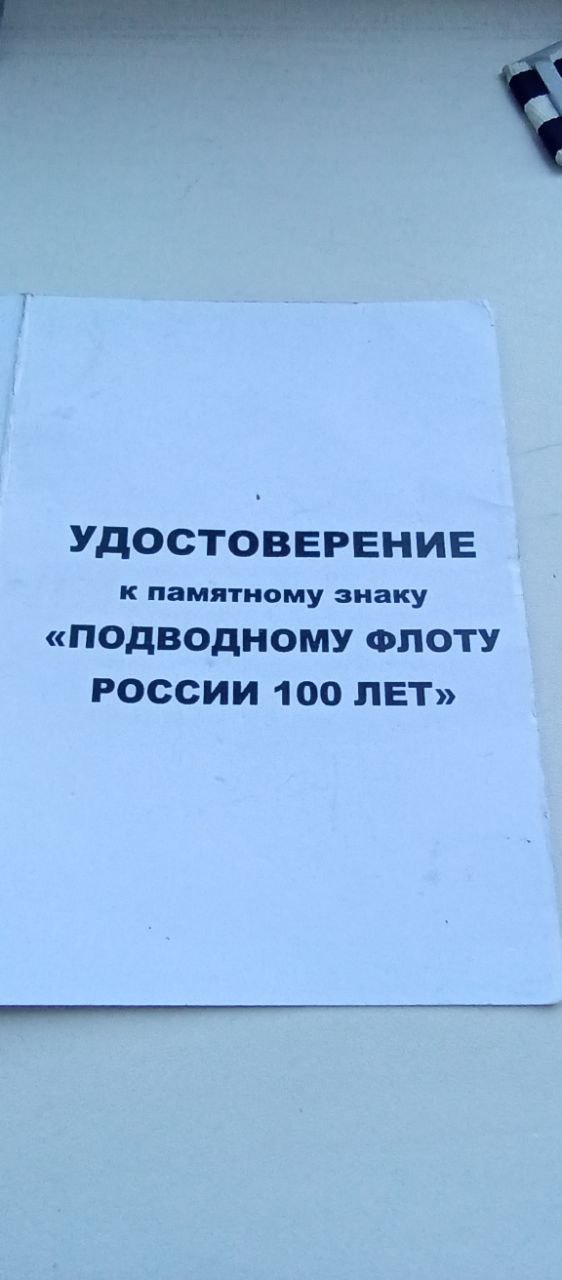 УДОСТОВЕРЕНИЕ
к памятному знаку
«ПОДВОДНОМУ ФЛОТУ
РОССИИ 100 ЛЕТ»